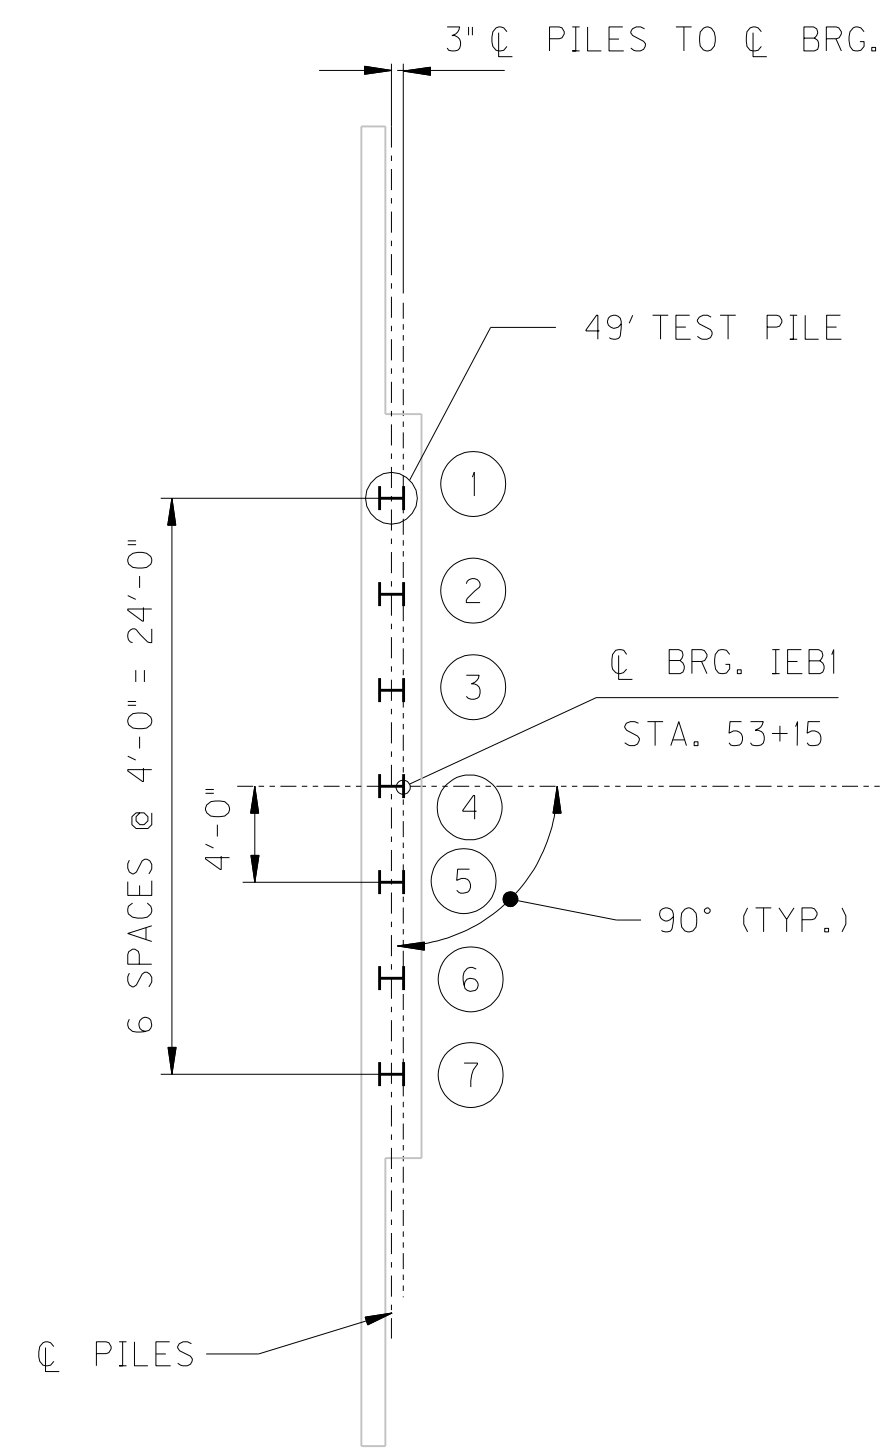 3" ℄ PILES TO ℄ BRG.
49' TEST PILE
1
2
3
℄ BRG. IEB1
STA. 53+15
6 SPACES @ 4'-0" = 24'-0"
4'-0"
4
5
90° (TYP.)
6
7
℄ PILES